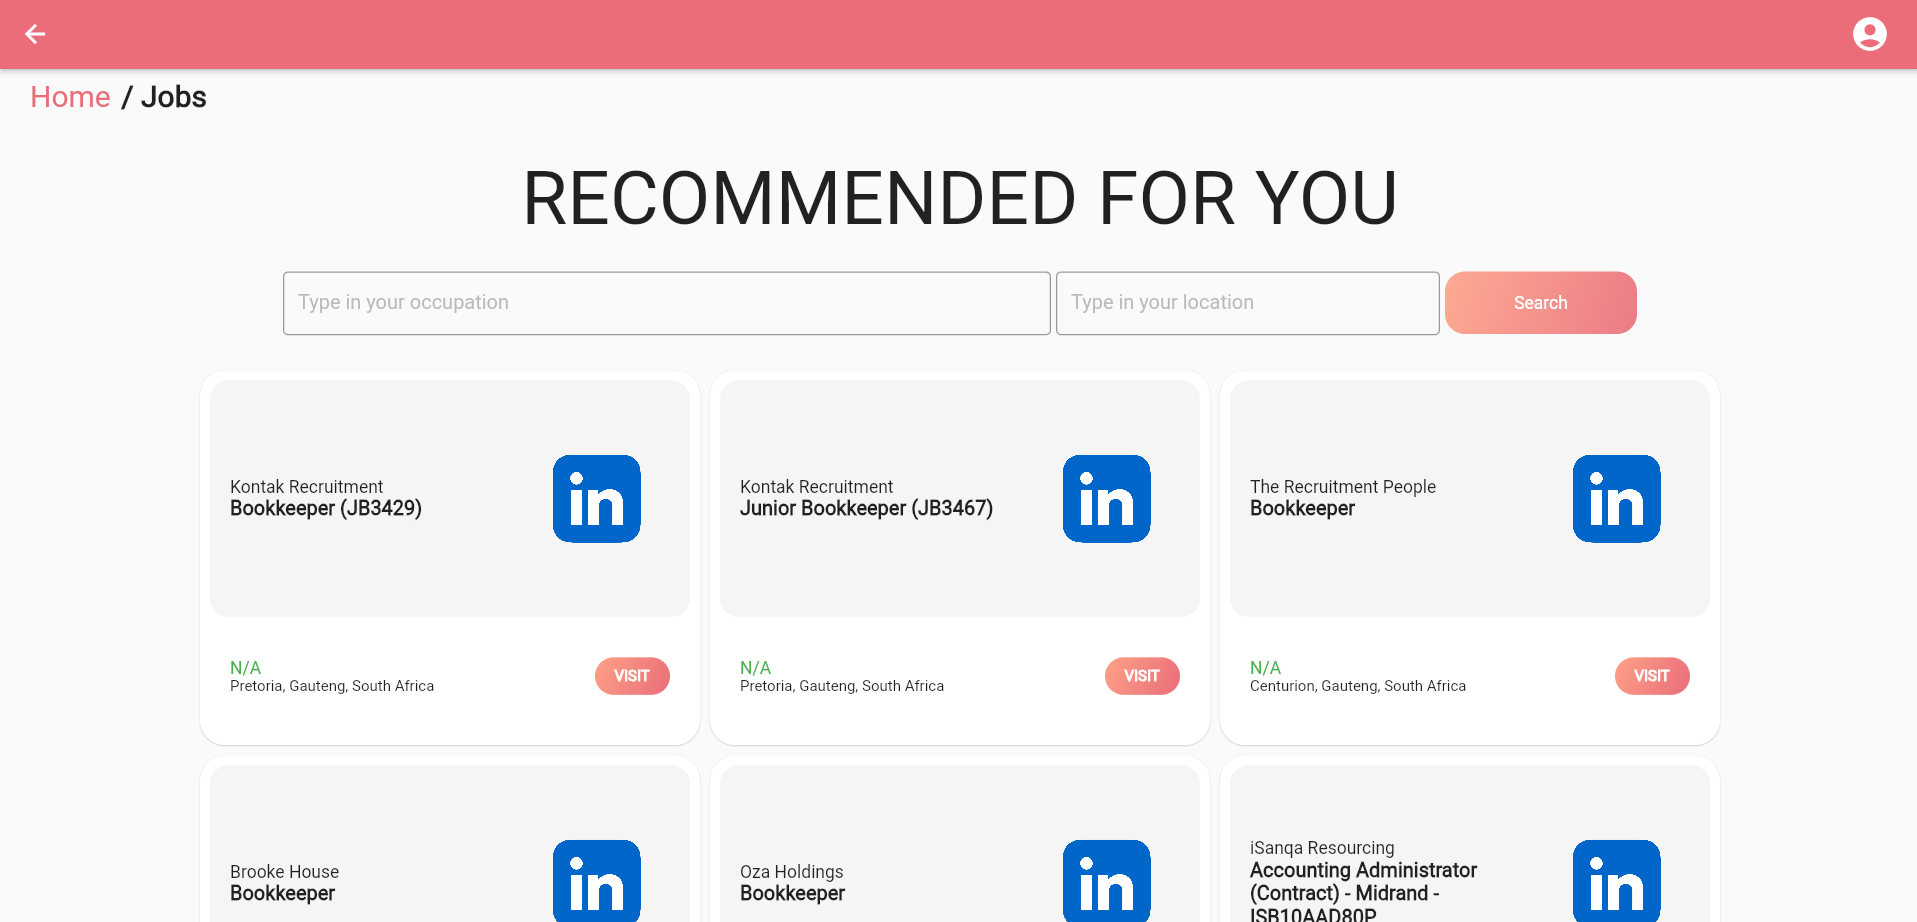 Home / Jobs
RECOMMENDED FOR YOU
Type in your occupation
Type in your location
Search
Kontak Recruitment
Bookkeeper (JB3429)
in
N/A
Pretoria, Gauteng, South Africa
VISIT
Kontak Recruitment
Junior Bookkeeper (JB3467)
in
N/A
Pretoria, Gauteng, South Africa
VISIT
The Recruitment People
Bookkeeper
in
N/A
Centurion, Gauteng, South Africa
VISIT
Brooke House
Bookkeeper
in
Oza Holdings
Bookkeeper
in
iSanqa Resourcing
Accounting Administrator
(Contract) - Midrand -
ISB10AAD80P
in